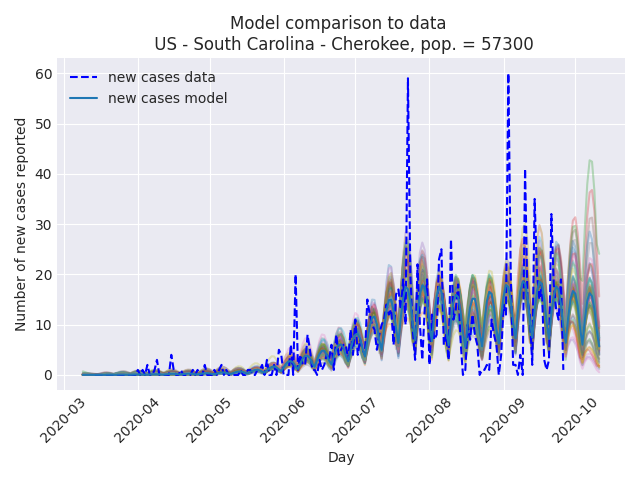 Model comparison to data
US - South Carolina - Cherokee, pop. = 57300
new cases data
new cases model
Number of new cases reported
60
50
40
30
20
10
0
2020-03
2020-04
2020-05
2020-06
2020-07
2020-08
2020-09
2020-10
Day